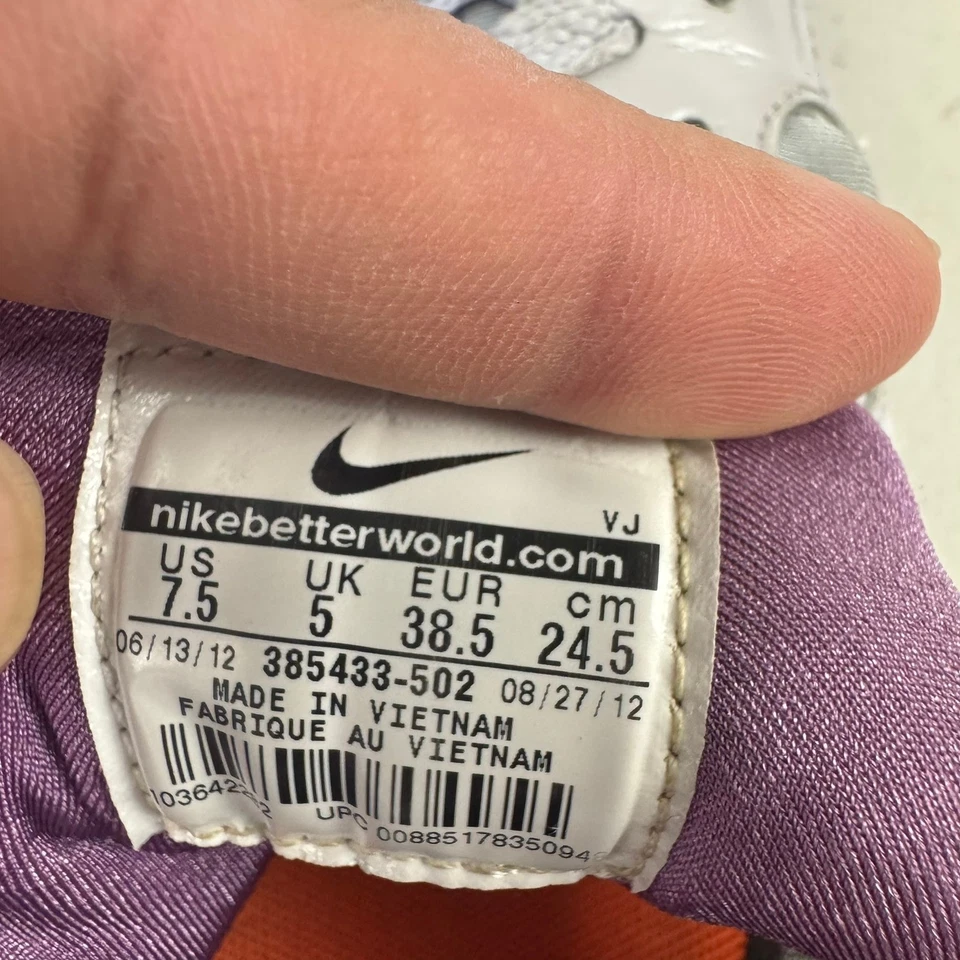 VJ
nikebetterworld.com
US UK EUR cm
7.5 5 38.5 24.5
06/13/12 385433-502 08/27/12
MADE IN VIETNAM
FABRIQUE AU VIETNAM
UPC